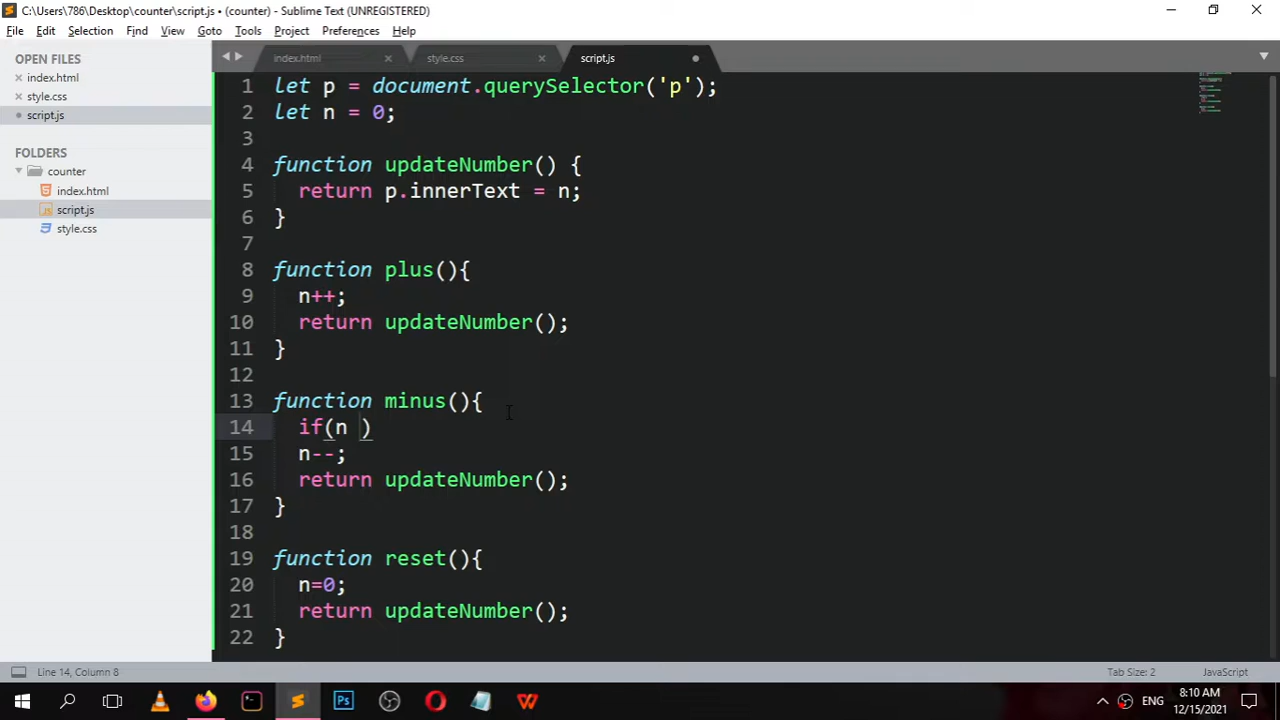 C:\Users\786\Desktop\counter\script.js • (counter) - Sublime Text (UNREGISTERED)
File Edit Selection Find View Goto Tools Project Preferences Help
OPEN FILES
index.html
style.css
script.js
FOLDERS
counter
index.html
script.js
style.css
index.html style.css script.js
1 let p = document.querySelector('p');
2 let n = 0;
3
4 function updateNumber() {
5 return p.innerText = n;
6 }
7
8 function plus(){
9 n++;
10 return updateNumber();
11 }
12
13 function minus(){
14 if(n )
15 n--;
16 return updateNumber();
17 }
18
19 function reset(){
20 n=0;
21 return updateNumber();
22 }
Line 14, Column 8 Tab Size: 2 JavaScript
Ps W ENG 8:10 AM
12/15/2021